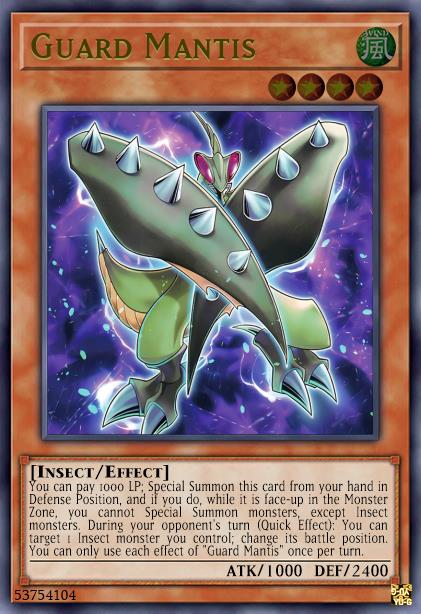 GUARD MANTIS
WIND
風
[INSECT/EFFECT]
You can pay 1000 LP; Special Summon this card from your hand in
Defense Position, and if you do, while it is face-up in the Monster
Zone, you cannot Special Summon monsters, except Insect
monsters. During your opponent's turn (Quick Effect): You can
target 1 Insect monster you control; change its battle position.
You can only use each effect of "Guard Mantis" once per turn.
ATK/1000 DEF/2400
53754104